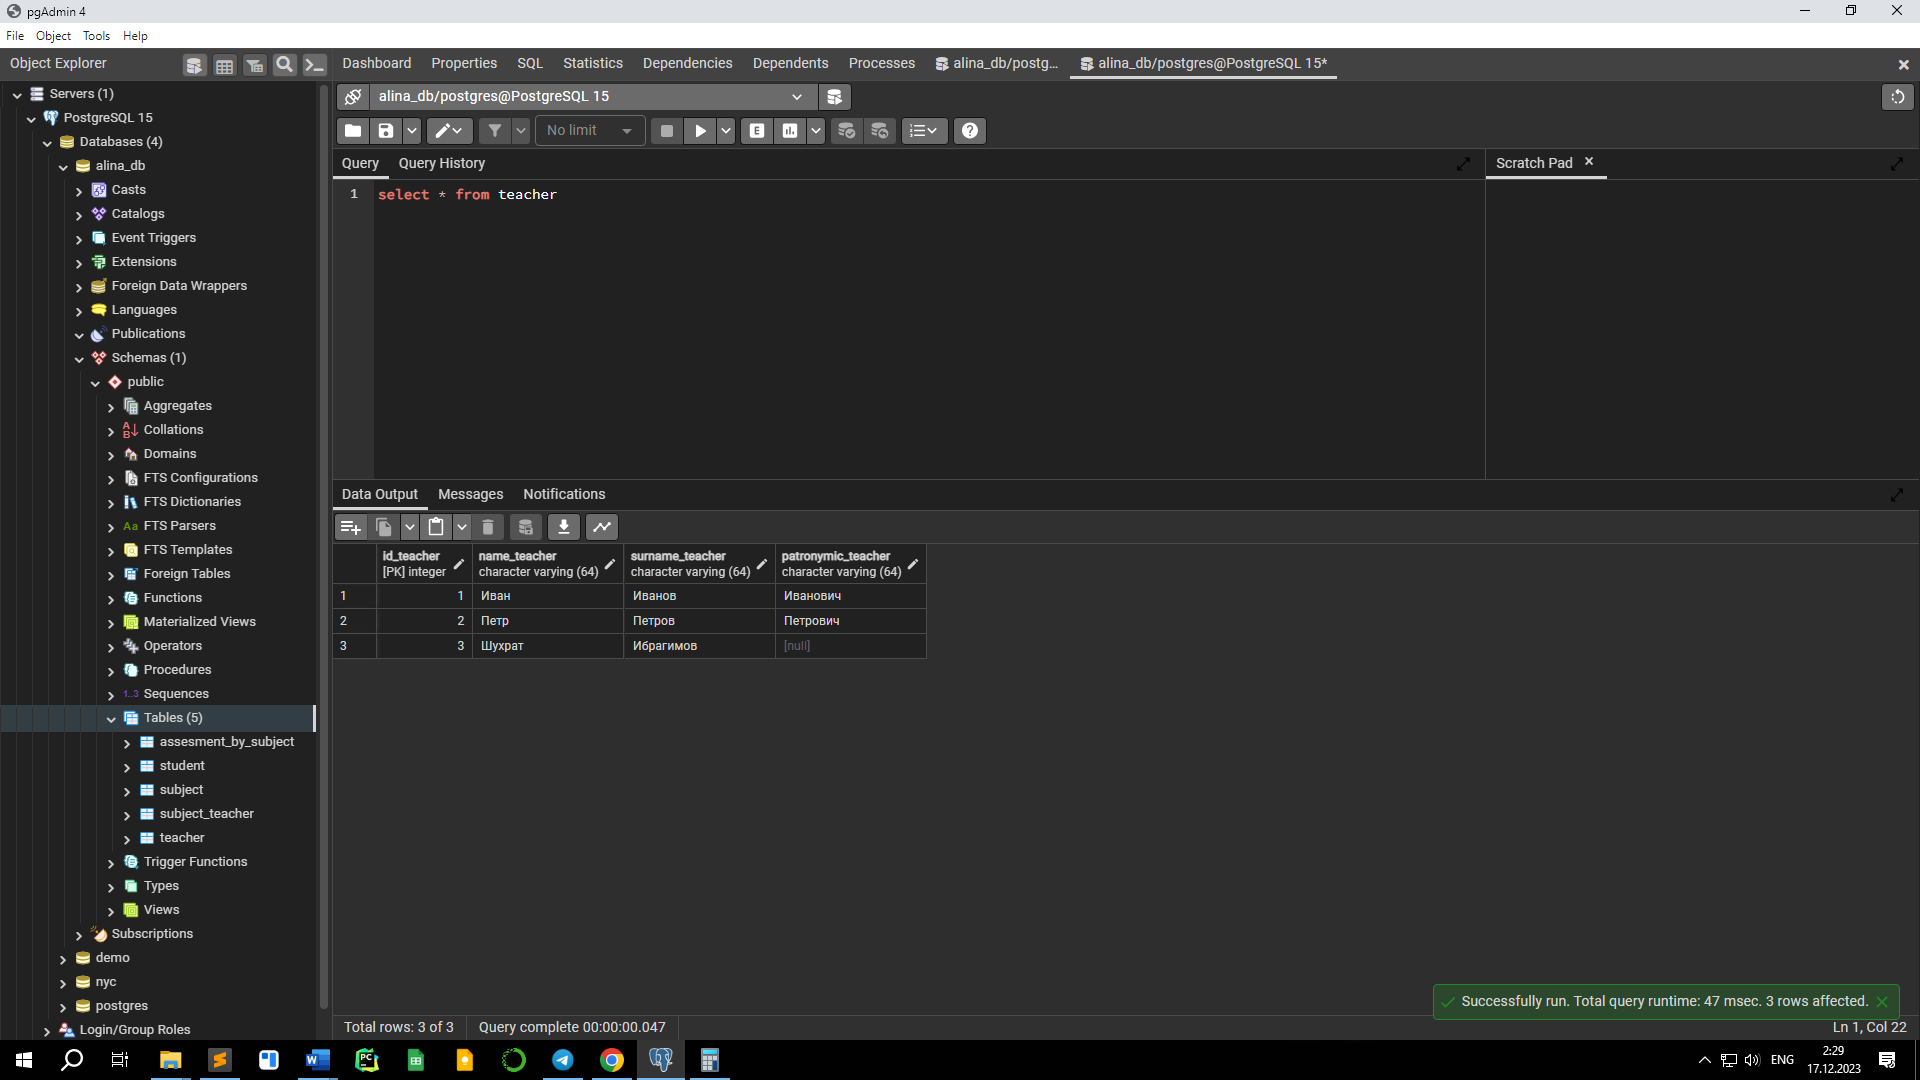 pgAdmin 4
File Object Tools Help
Object Explorer
Dashboard Properties SQL Statistics Dependencies Dependents Processes alina_db/postg... alina_db/postgres@PostgreSQL 15*
alina_db/postgres@PostgreSQL 15
No limit
E
Query Query History
Scratch Pad
1 select * from teacher
Servers (1)
PostgreSQL 15
Databases (4)
alina_db
Casts
Catalogs
Event Triggers
Extensions
Foreign Data Wrappers
Languages
Publications
Schemas (1)
public
Aggregates
Collations
Domains
FTS Configurations
FTS Dictionaries
Aa FTS Parsers
FTS Templates
Foreign Tables
Functions
Materialized Views
Operators
Procedures
1..3 Sequences
Tables (5)
assesment_by_subject
student
subject
subject_teacher
teacher
Trigger Functions
Types
Views
Subscriptions
demo
nyc
postgres
Login/Group Roles
Data Output Messages Notifications
id_teacher name_teacher surname_teacher patronymic_teacher
[PK] integer character varying (64) character varying (64) character varying (64)
1 1 Иван Иванов Иванович
2 2 Петр Петров Петрович
3 3 Шухрат Ибрагимов [null]
Successfully run. Total query runtime: 47 msec. 3 rows affected.
Total rows: 3 of 3 Query complete 00:00:00.047
Ln 1, Col 22
ENG
2:29
17.12.2023